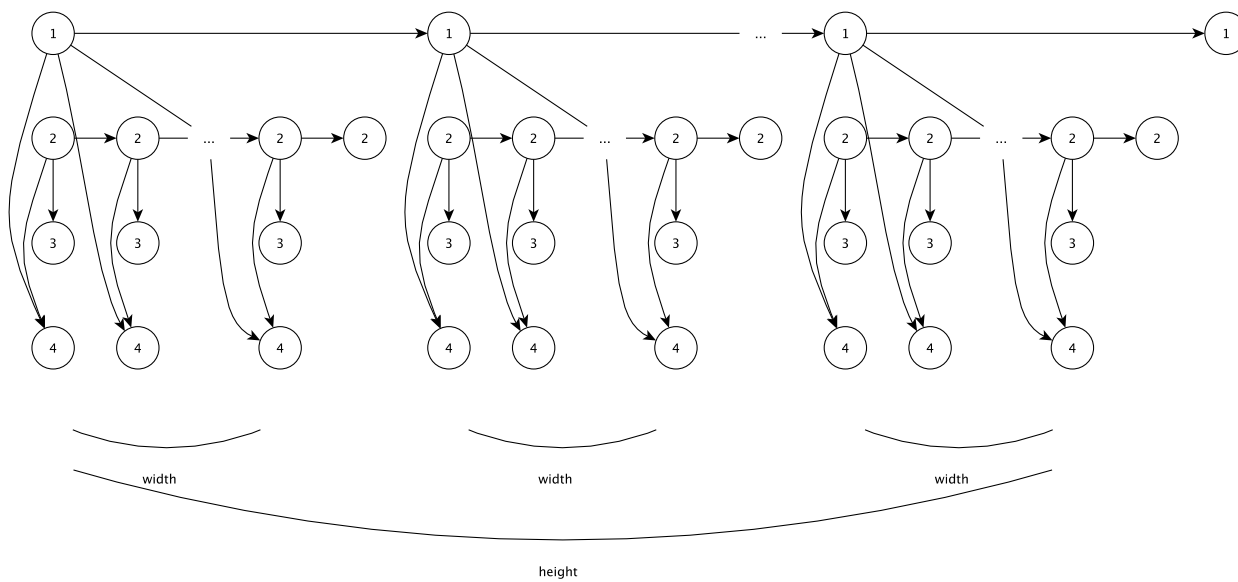 1 1 ... 1 1
2 2 ... 2 2 2 2 ... 2 2 2 2 ... 2 2
3 3 3 3 3 3 3 3 3
4 4 4 4 4 4 4 4 4
width width width
height